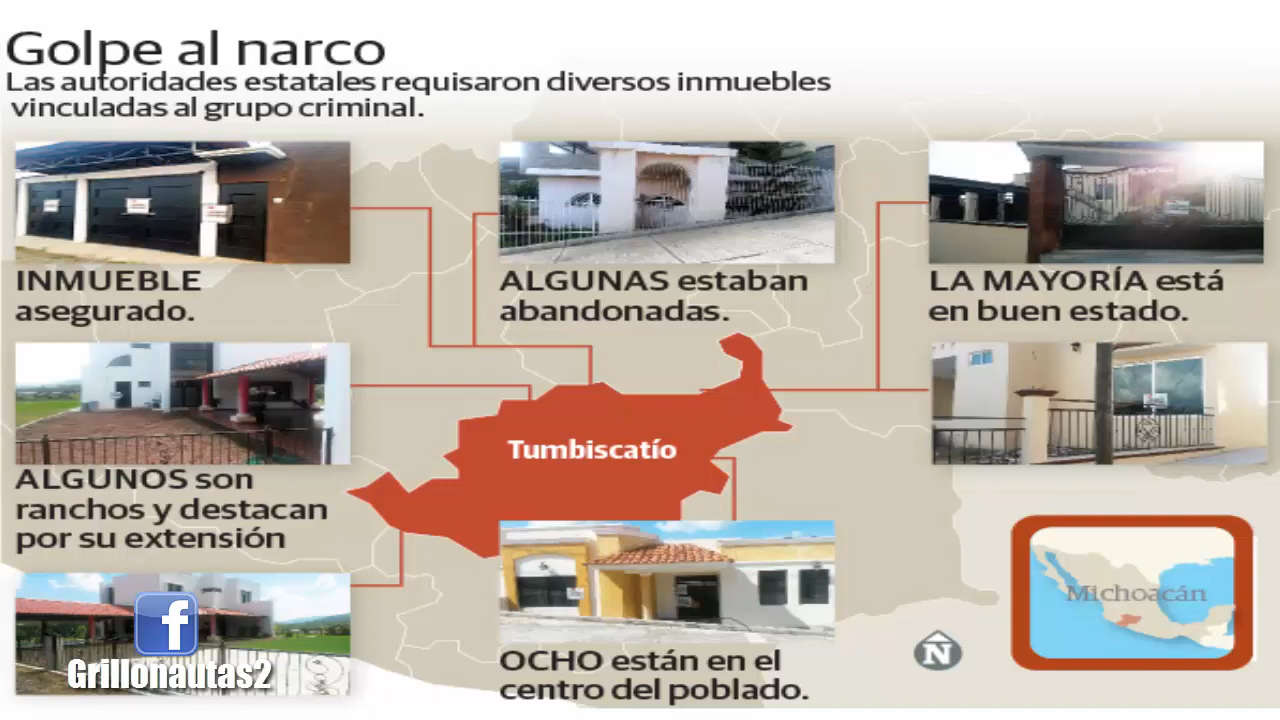 Golpe al narco
Las autoridades estatales requisaron diversos inmuebles
vinculadas al grupo criminal.
INMUEBLE
asegurado.
ALGUNAS estaban
abandonadas.
LA MAYORÍA está
en buen estado.
ALGUNOS son
ranchos y destacan
por su extensión
Tumbiscatío
OCHO están en el
centro del poblado.
Michoacán
N
f
Grillonautas2